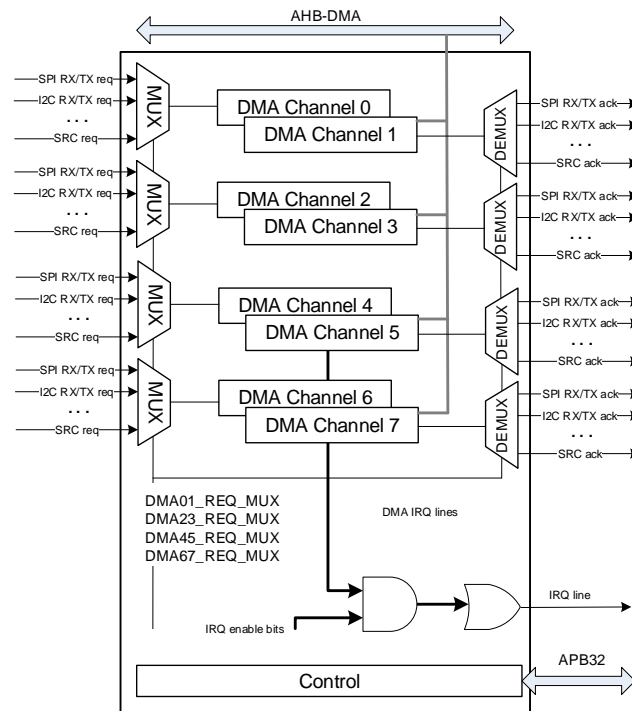 AHB-DMA
SPI RX/TX req
I2C RX/TX req
...
SRC req
MUX
DMA Channel 0
DMA Channel 1
DEMUX
SPI RX/TX ack
I2C RX/TX ack
...
SRC ack
SPI RX/TX req
I2C RX/TX req
...
SRC req
MUX
DMA Channel 2
DMA Channel 3
DEMUX
SPI RX/TX ack
I2C RX/TX ack
...
SRC ack
SPI RX/TX req
I2C RX/TX req
...
SRC req
MUX
DMA Channel 4
DMA Channel 5
DEMUX
SPI RX/TX ack
I2C RX/TX ack
...
SRC ack
SPI RX/TX req
I2C RX/TX req
...
SRC req
MUX
DMA Channel 6
DMA Channel 7
DEMUX
SPI RX/TX ack
I2C RX/TX ack
...
SRC ack
DMA01_REQ_MUX
DMA23_REQ_MUX
DMA45_REQ_MUX
DMA67_REQ_MUX
DMA IRQ lines
IRQ line
IRQ enable bits
APB32
Control